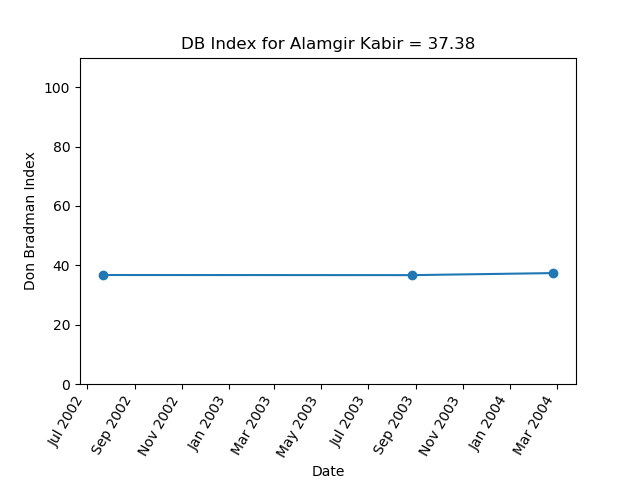 DB Index for Alamgir Kabir = 37.38
100
80
60
40
20
0
Don Bradman Index
Jul 2002
Sep 2002
Nov 2002
Jan 2003
Mar 2003
May 2003
Jul 2003
Sep 2003
Nov 2003
Jan 2004
Mar 2004
Date